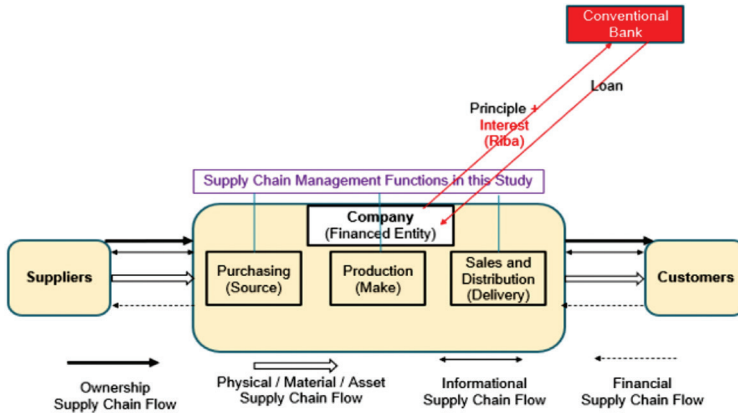 Conventional
Bank
Loan
Principle +
Interest
(Riba)
Supply Chain Management Functions in this Study
Company
(Financed Entity)
Suppliers
Purchasing
(Source)
Production
(Make)
Sales and
Distribution
(Delivery)
Customers
Ownership
Supply Chain Flow
Physical / Material / Asset
Supply Chain Flow
Informational
Supply Chain Flow
Financial
Supply Chain Flow